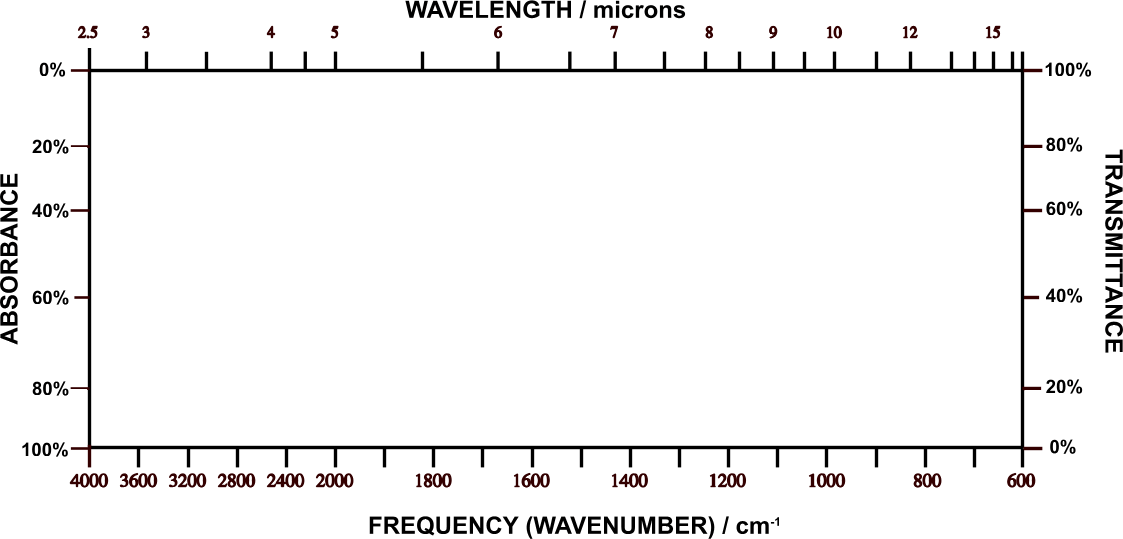 WAVELENGTH / microns
2.5 3 4 5 6 7 8 9 10 12 15
0% 100%
20% 80%
40% 60%
60% 40%
80% 20%
100% 0%
ABSORBANCE
TRANSMITTANCE
4000 3600 3200 2800 2400 2000 1800 1600 1400 1200 1000 800 600
FREQUENCY (WAVENUMBER) / cm⁻¹